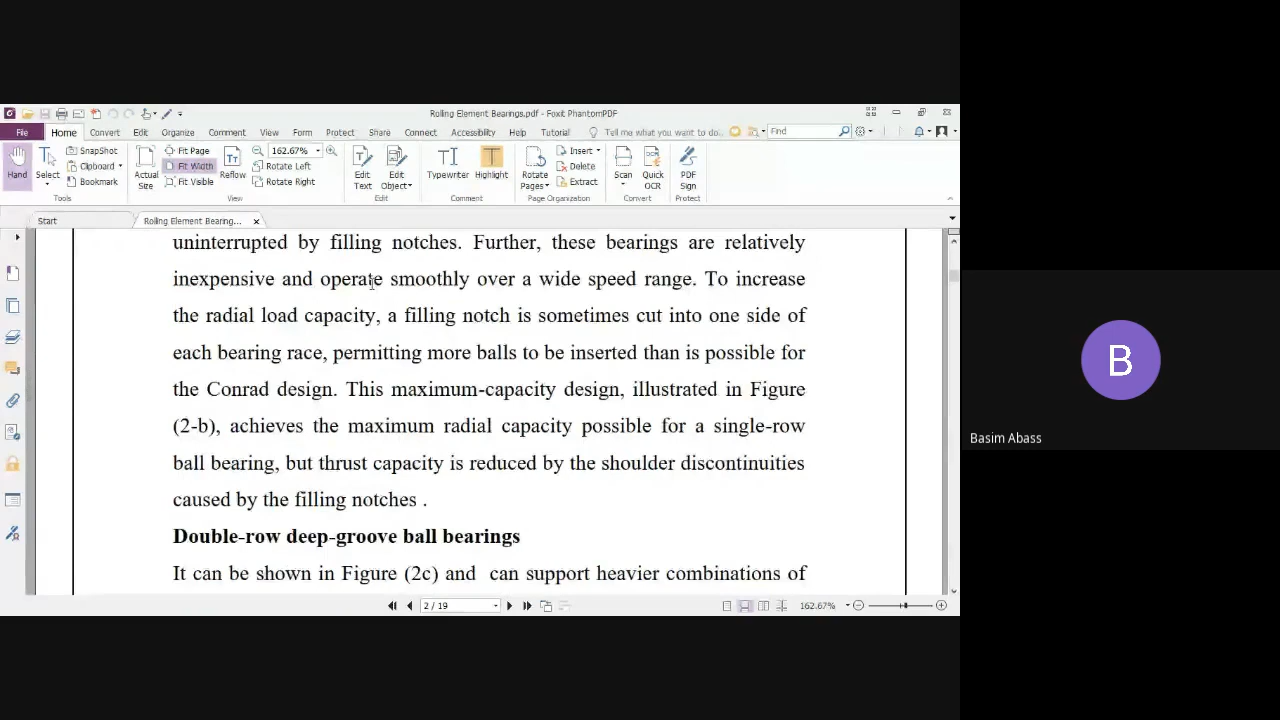 Rolling Element Bearings.pdf - Foxit PhantomPDF
File Home Convert Edit Organize Comment View Form Protect Share Connect Accessibility Help Tutorial Tell me what you want to do.. Find
Hand
Select
SnapShot
Clipboard
Bookmark
Tools
Actual Size
Fit Page
Fit Width
Fit Visible
Reflow
162.67%
Rotate Left
Rotate Right
View
Edit Text
Edit Object
Edit
Typewriter
Highlight
Comment
Rotate Pages
Insert
Delete
Extract
Page Organization
Scan
Quick OCR
Convert
PDF Sign
Protect
Start
Rolling Element Bearing...
uninterrupted by filling notches. Further, these bearings are relatively
inexpensive and operate smoothly over a wide speed range. To increase
the radial load capacity, a filling notch is sometimes cut into one side of
each bearing race, permitting more balls to be inserted than is possible for
the Conrad design. This maximum-capacity design, illustrated in Figure
(2-b), achieves the maximum radial capacity possible for a single-row
ball bearing, but thrust capacity is reduced by the shoulder discontinuities
caused by the filling notches .
Double-row deep-groove ball bearings
It can be shown in Figure (2c) and can support heavier combinations of
2 / 19
162.67%
B
Basim Abass